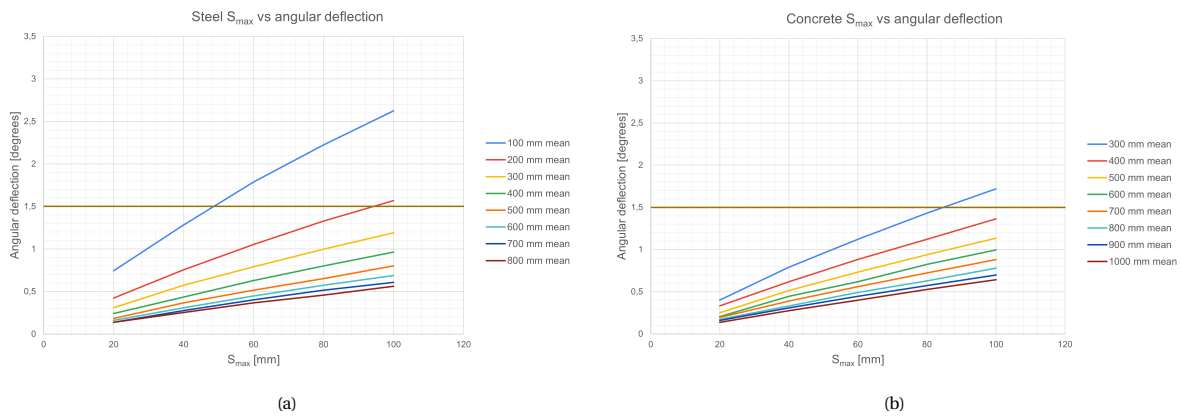 Steel Smax vs angular deflection
3,5
3
2,5
2
1,5
1
0,5
0
0 20 40 60 80 100 120
Angular deflection [degrees]
Smax [mm]
100 mm mean
200 mm mean
300 mm mean
400 mm mean
500 mm mean
600 mm mean
700 mm mean
800 mm mean
(a)
Concrete Smax vs angular deflection
3,5
3
2,5
2
1,5
1
0,5
0
0 20 40 60 80 100 120
Angular deflection [degrees]
Smax [mm]
300 mm mean
400 mm mean
500 mm mean
600 mm mean
700 mm mean
800 mm mean
900 mm mean
1000 mm mean
(b)